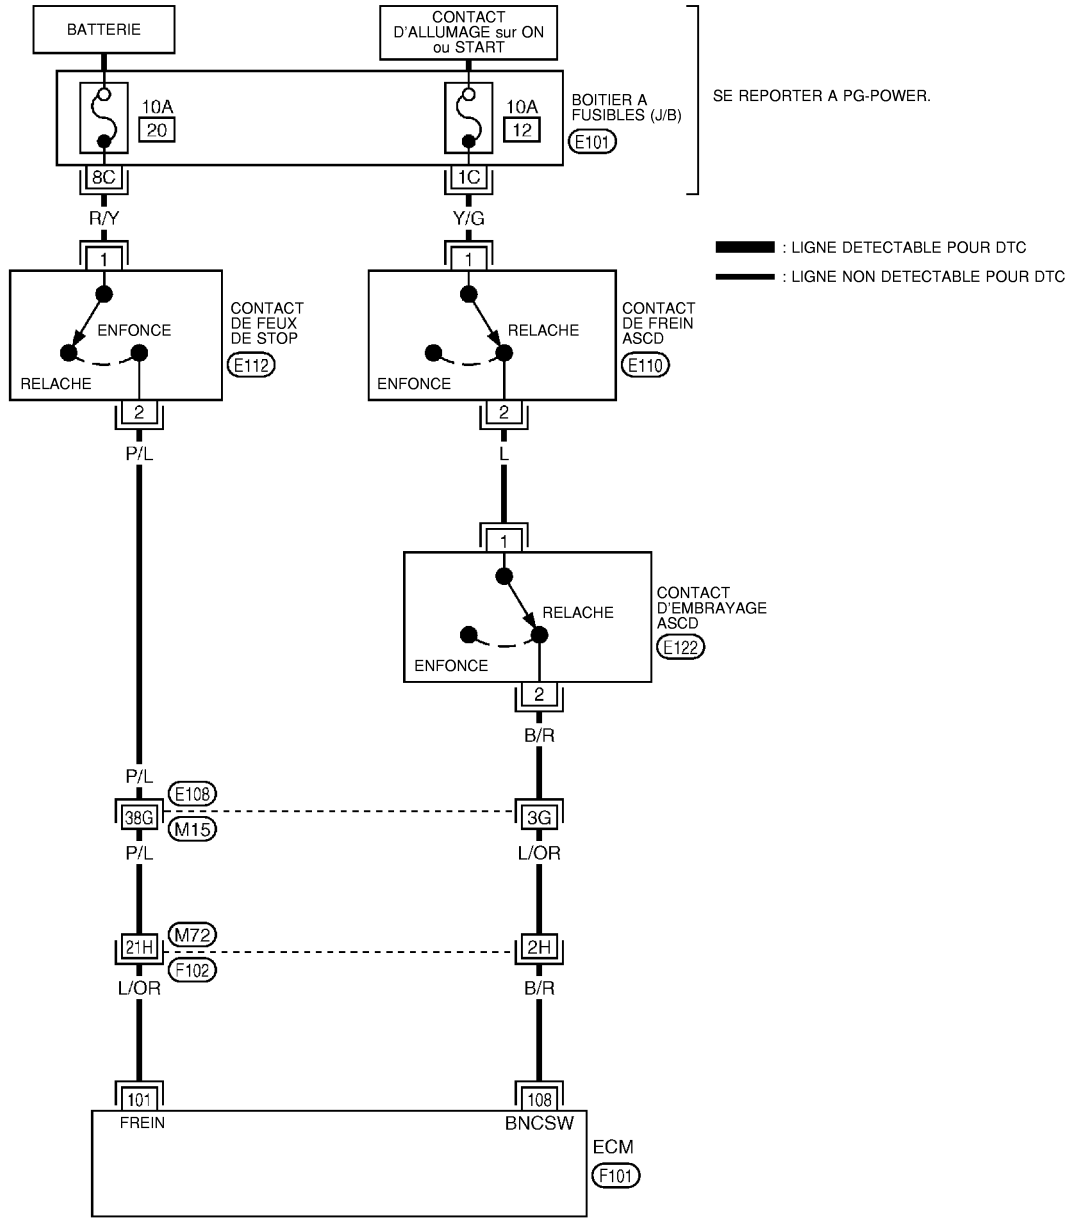 BATTERIE
CONTACT
D'ALLUMAGE sur ON
ou START
10A
20
10A
12
BOITIER A
FUSIBLES (J/B)
E101
SE REPORTER A PG-POWER.
8C
1C
R/Y
Y/G
: LIGNE DETECTABLE POUR DTC
: LIGNE NON DETECTABLE POUR DTC
1
ENFONCE
RELACHE
CONTACT
DE FEUX
DE STOP
E112
2
1
RELACHE
ENFONCE
CONTACT
DE FREIN
ASCD
E110
2
P/L
L
1
RELACHE
ENFONCE
CONTACT
D'EMBRAYAGE
ASCD
E122
2
B/R
P/L
E108
38G
M15
3G
P/L
L/OR
M72
21H
F102
2H
L/OR
B/R
101
108
FREIN
BNCSW
ECM
F101